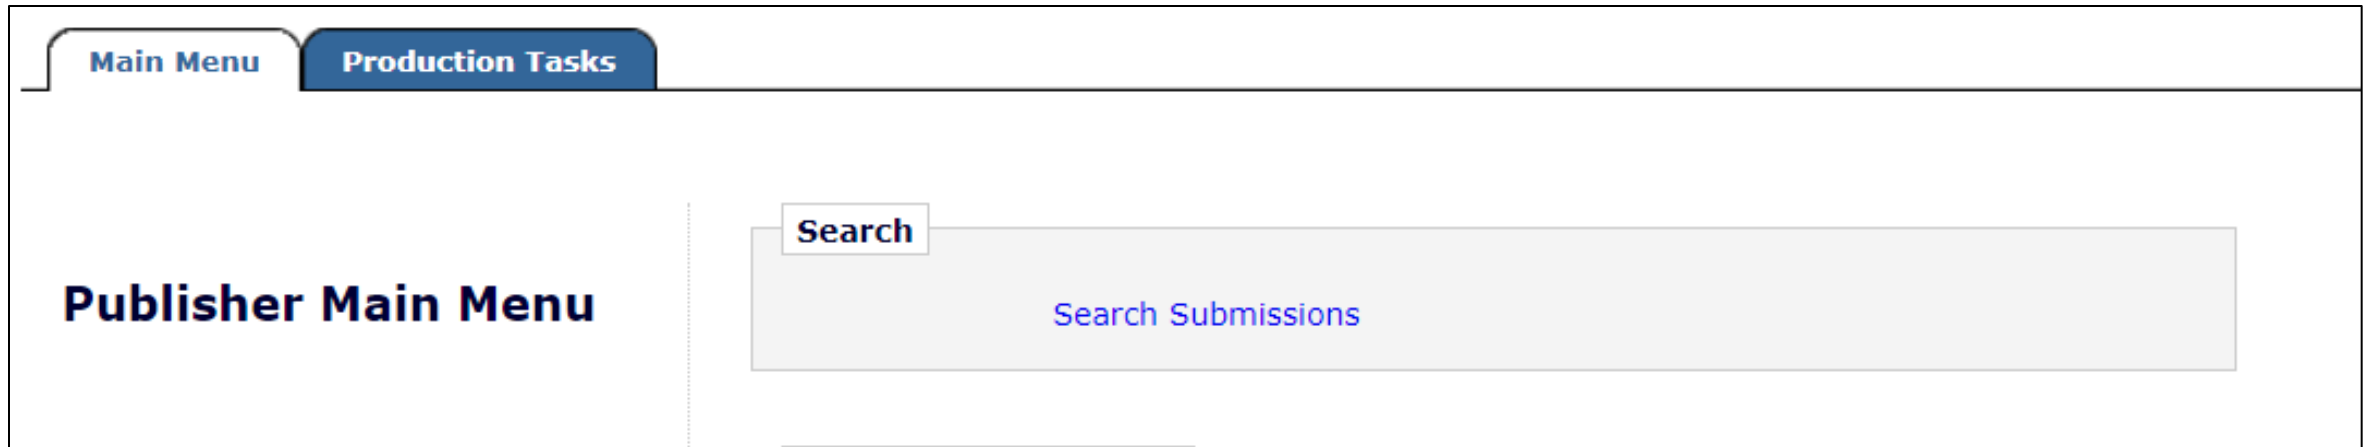 Main Menu Production Tasks
Search
Publisher Main Menu
Search Submissions